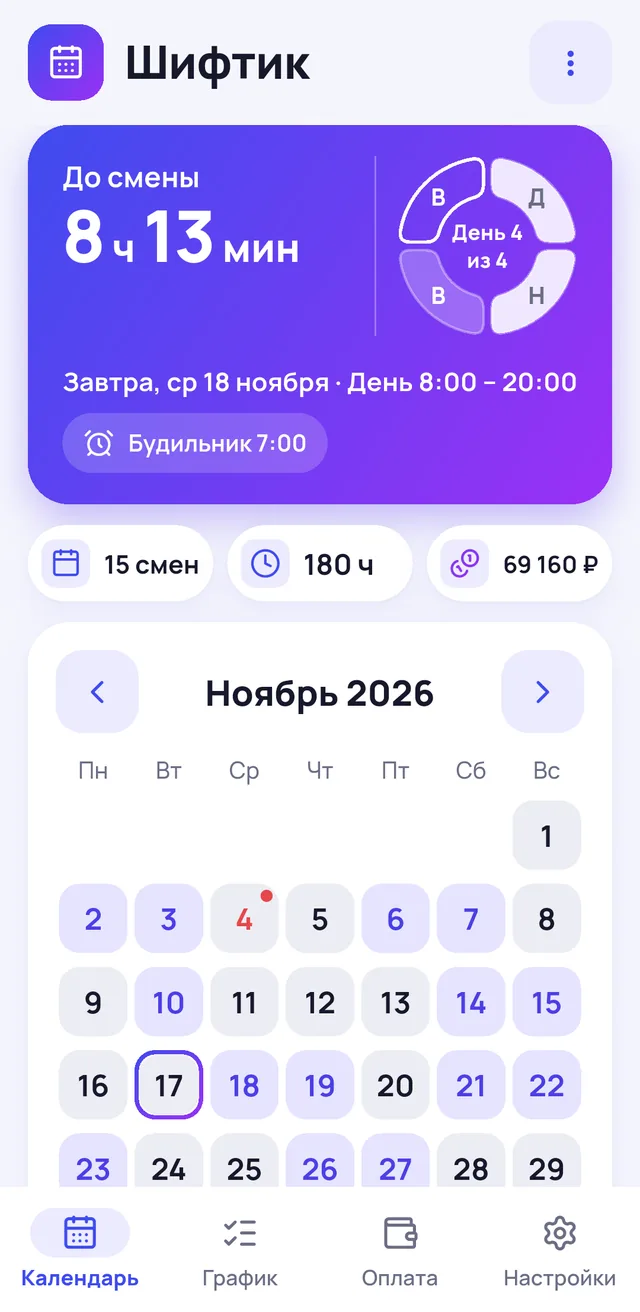 Шифтик
До смены
8 ч 13 мин
В
Д
День 4
из 4
В
Н
Завтра, ср 18 ноября · День 8:00 – 20:00
Будильник 7:00
15 смен
180 ч
69 160 ₽
Ноябрь 2026
Пн Вт Ср Чт Пт Сб Вс
1
2 3 4 5 6 7 8
9 10 11 12 13 14 15
16 17 18 19 20 21 22
23 24 25 26 27 28 29
Календарь График Оплата Настройки